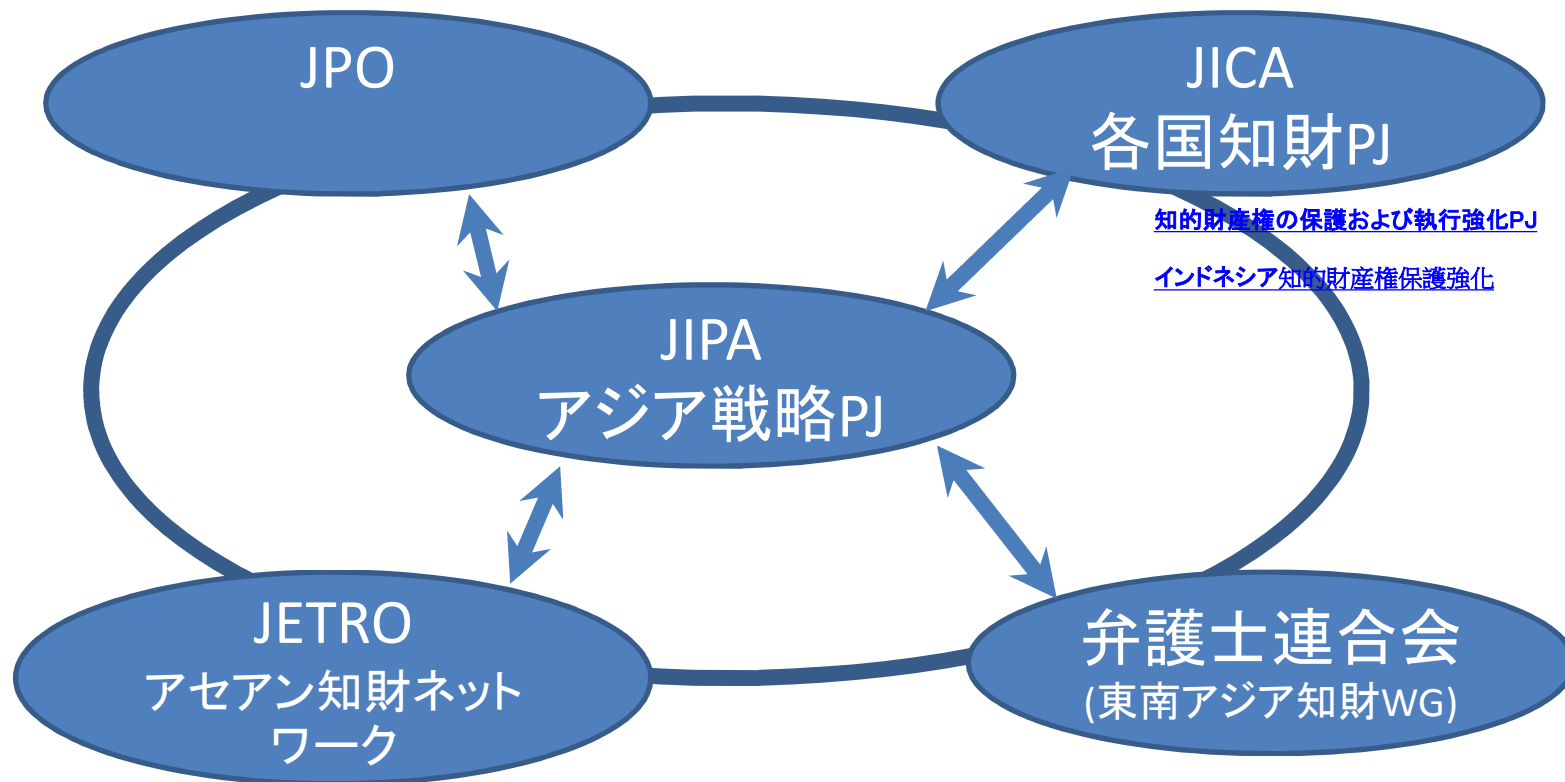 JPO
JICA
各国知財PJ
知的財産権の保護および執行強化PJ
インドネシア知的財産権保護強化
JIPA
アジア戦略PJ
JETRO
アセアン知財ネット
ワーク
弁護士連合会
(東南アジア知財WG)